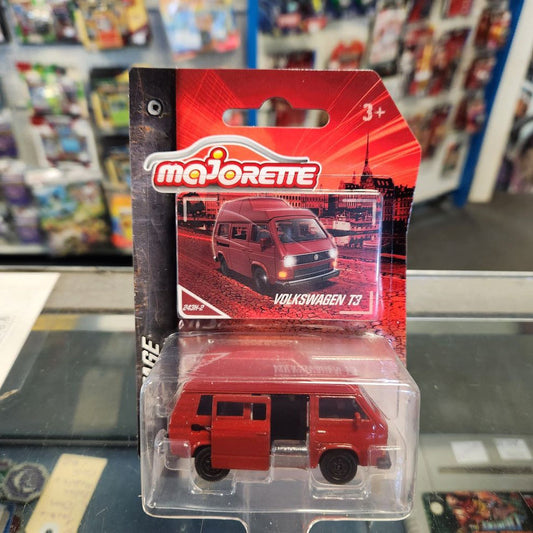 3+
majorette
243H-2
VOLKSWAGEN T3
AGE